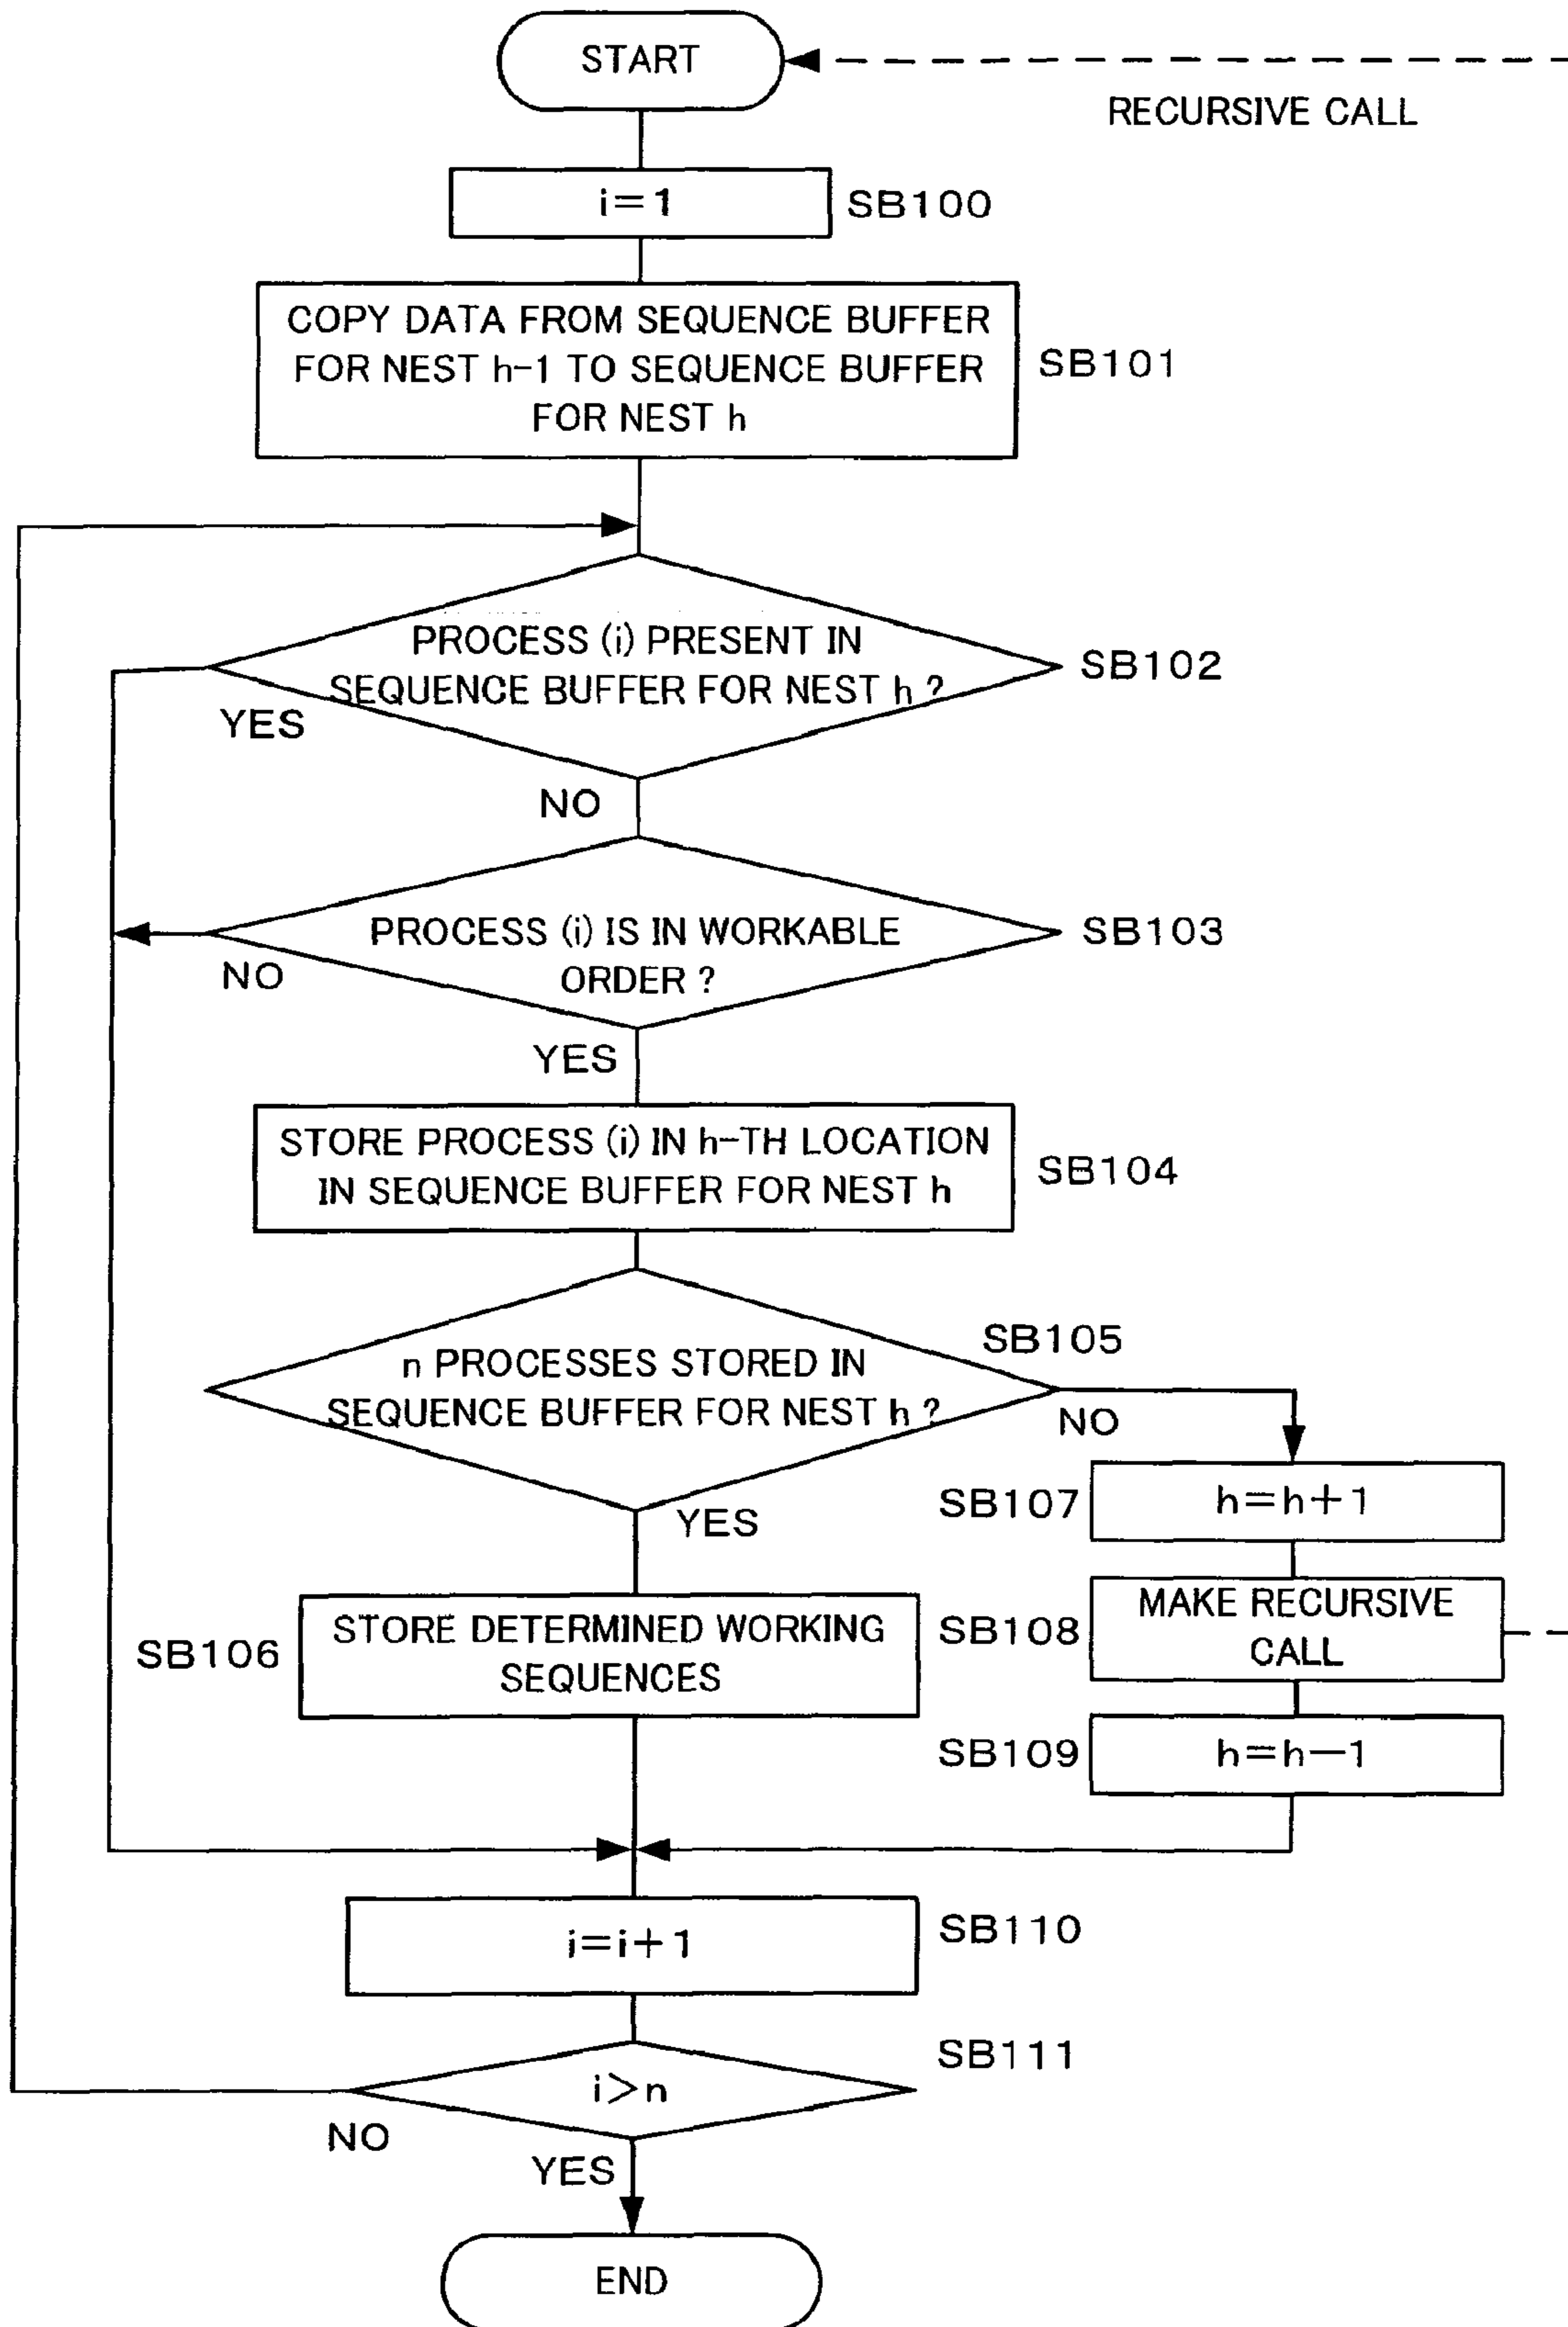 START
RECURSIVE CALL
i=1
SB100
COPY DATA FROM SEQUENCE BUFFER
FOR NEST h-1 TO SEQUENCE BUFFER
FOR NEST h
SB101
PROCESS (i) PRESENT IN
SEQUENCE BUFFER FOR NEST h ?
SB102
YES
NO
PROCESS (i) IS IN WORKABLE
ORDER ?
SB103
NO
YES
STORE PROCESS (i) IN h-TH LOCATION
IN SEQUENCE BUFFER FOR NEST h
SB104
n PROCESSES STORED IN
SEQUENCE BUFFER FOR NEST h ?
SB105
NO
YES
SB107
h=h+1
SB106
STORE DETERMINED WORKING
SEQUENCES
SB108
MAKE RECURSIVE
CALL
SB109
h=h-1
i=i+1
SB110
i>n
SB111
NO
YES
END